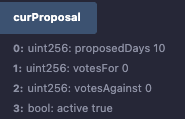 curProposal
0: uint256: proposedDays 10
1: uint256: votesFor 0
2: uint256: votesAgainst 0
3: bool: active true